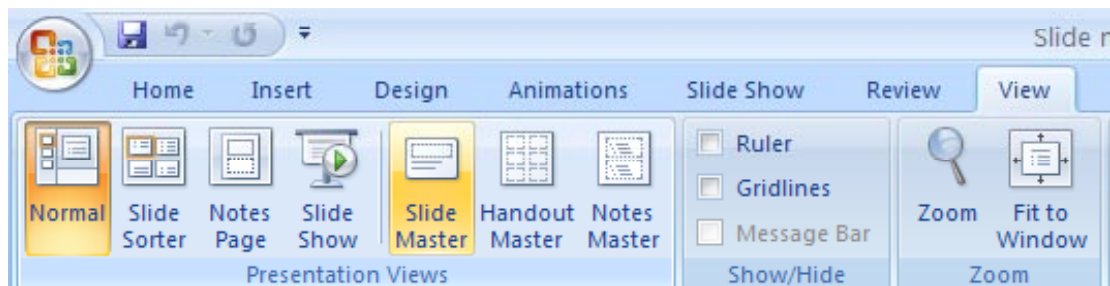 Slide
Home Insert Design Animations Slide Show Review View
Normal Slide Sorter Notes Page Slide Show Slide Master Handout Master Notes Master
Ruler
Gridlines
Message Bar
Zoom Fit to Window
Presentation Views Show/Hide Zoom